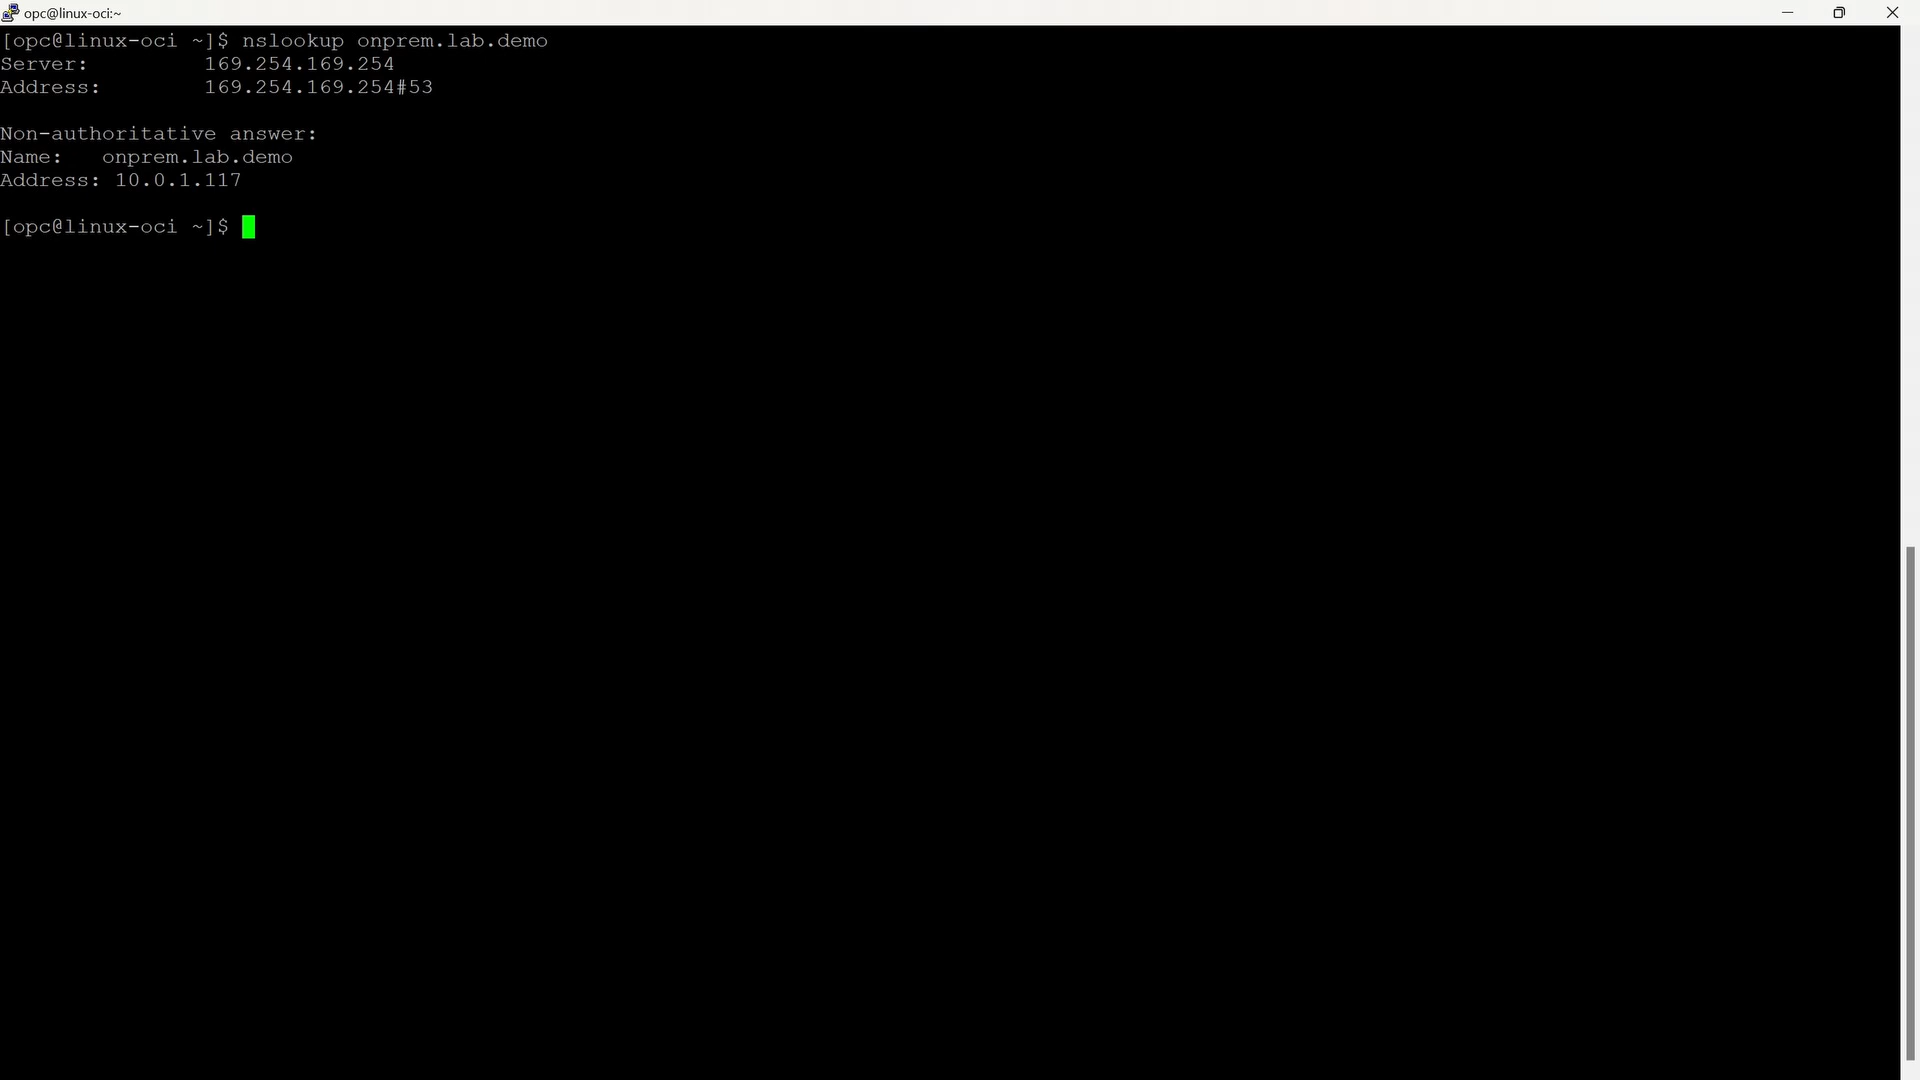 opc@linux-oci:~
[opc@linux-oci ~]$ nslookup onprem.lab.demo
Server:         169.254.169.254
Address:        169.254.169.254#53
Non-authoritative answer:
Name:   onprem.lab.demo
Address: 10.0.1.117
[opc@linux-oci ~]$